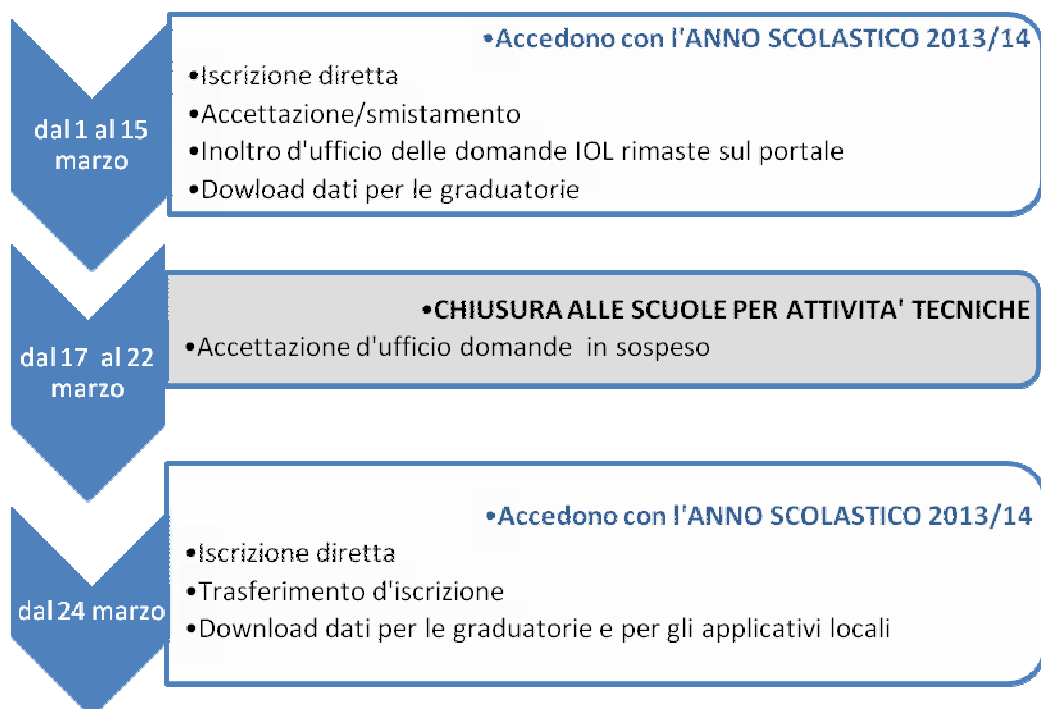 dal 1 al 15
marzo
•Accedono con l'ANNO SCOLASTICO 2013/14
•Iscrizione diretta
•Accettazione/smistamento
•Inoltro d'ufficio delle domande IOL rimaste sul portale
•Dowload dati per le graduatorie
dal 17 al 22
marzo
•CHIUSURA ALLE SCUOLE PER ATTIVITA' TECNICHE
•Accettazione d'ufficio domande in sospeso
dal 24 marzo
•Accedono con l'ANNO SCOLASTICO 2013/14
•Iscrizione diretta
•Trasferimento d'iscrizione
•Download dati per le graduatorie e per gli applicativi locali